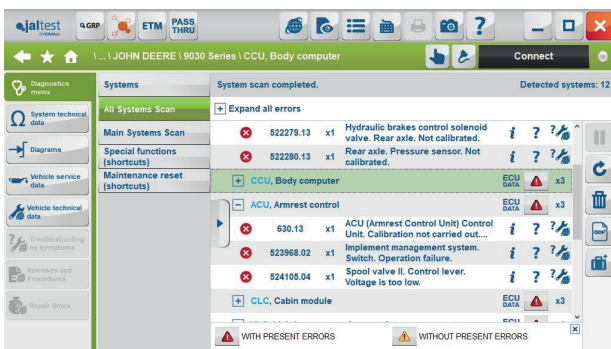 jaltest
GRP
ETM
PASS
THRU
?
\ ... \ JOHN DEERE \ 9030 Series \ CCU, Body computer
Connect
Diagnostics menu
Systems
System scan completed.
Detected systems: 12
System technical data
All Systems Scan
+ Expand all errors
Main Systems Scan
522279.13 x1 Hydraulic brakes control solenoid valve. Rear axle. Not calibrated. i ? ?
Diagrams
Special functions (shortcuts)
522280.13 x1 Rear axle. Pressure sensor. Not calibrated. i ? ?
Vehicle service data
Maintenance reset (shortcuts)
+ CCU, Body computer ECU DATA x3
Vehicle technical data
− ACU, Armrest control ECU DATA x3
630.13 x1 ACU (Armrest Control Unit) Control Unit. Calibration not carried out.... i ? ?
Troubleshooting by symptoms
523968.02 x1 Implement management system. Switch. Operation failure. i ? ?
Releases and Procedures
524105.04 x1 Spool valve II. Control lever. Voltage is too low. i ? ?
Repair times
+ CLC, Cabin module ECU DATA x3
WITH PRESENT ERRORS
WITHOUT PRESENT ERRORS